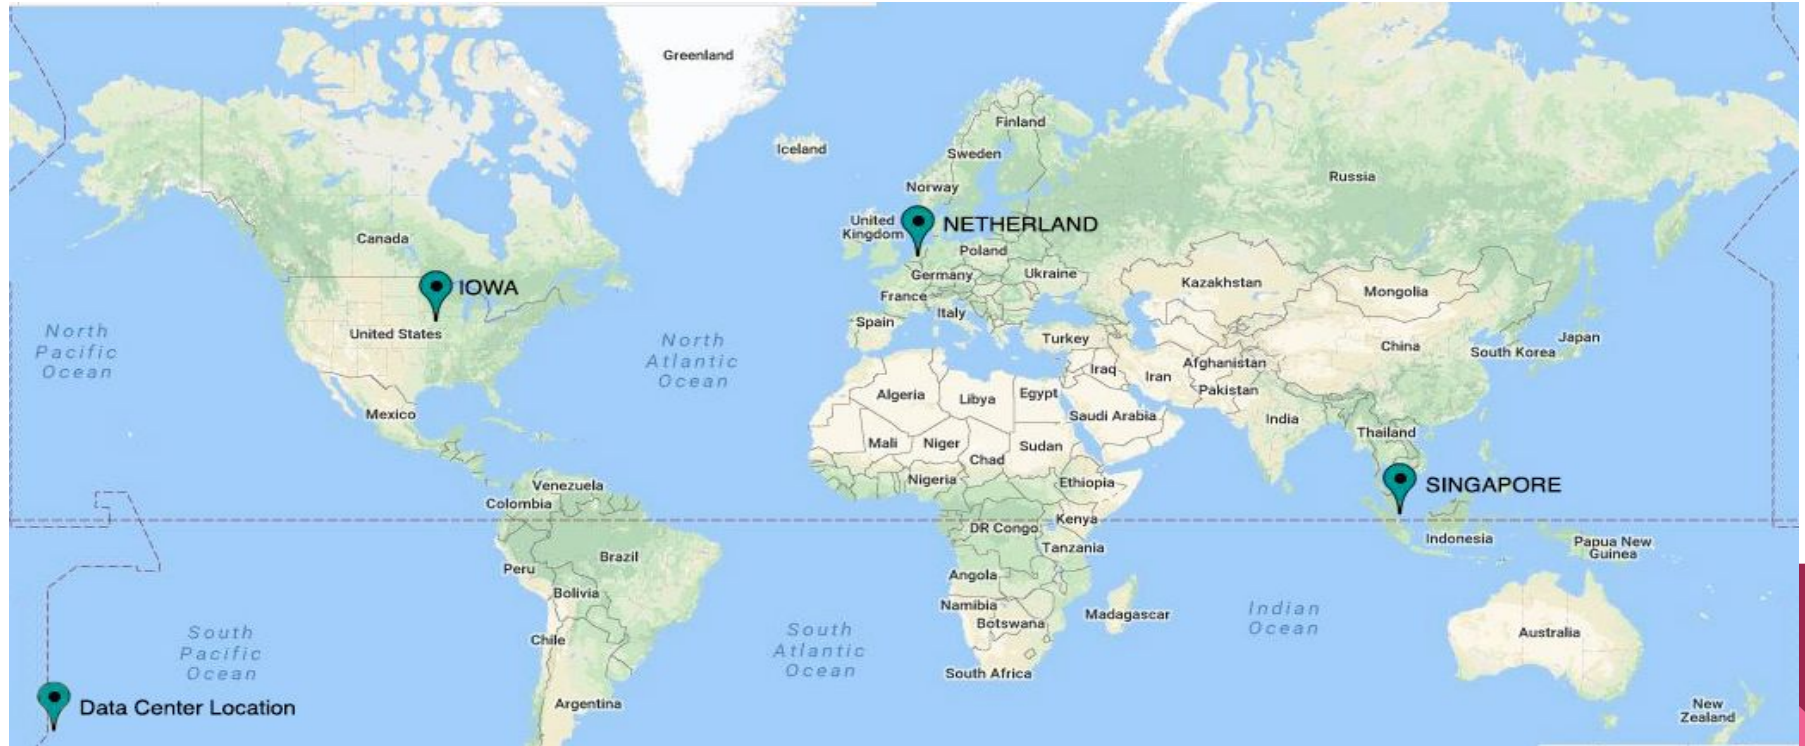 Greenland
Iceland
Finland
Sweden
Norway
Russia
United
Kingdom
NETHERLAND
Poland
Germany
Ukraine
France
Italy
Spain
Canada
IOWA
United States
Kazakhstan
Mongolia
North
Pacific
Ocean
North
Atlantic
Ocean
Turkey
China
Japan
South Korea
Afghanistan
Iraq
Iran
Pakistan
Algeria
Libya
Egypt
Saudi Arabia
India
Mexico
Mali
Niger
Chad
Sudan
Thailand
Nigeria
Ethiopia
SINGAPORE
Venezuela
Colombia
DR Congo
Kenya
Tanzania
Indonesia
Papua New
Guinea
Brazil
Peru
Bolivia
Angola
Namibia
Botswana
Madagascar
Indian
Ocean
South
Pacific
Ocean
Chile
South
Atlantic
Ocean
Australia
South Africa
Argentina
New
Zealand
Data Center Location